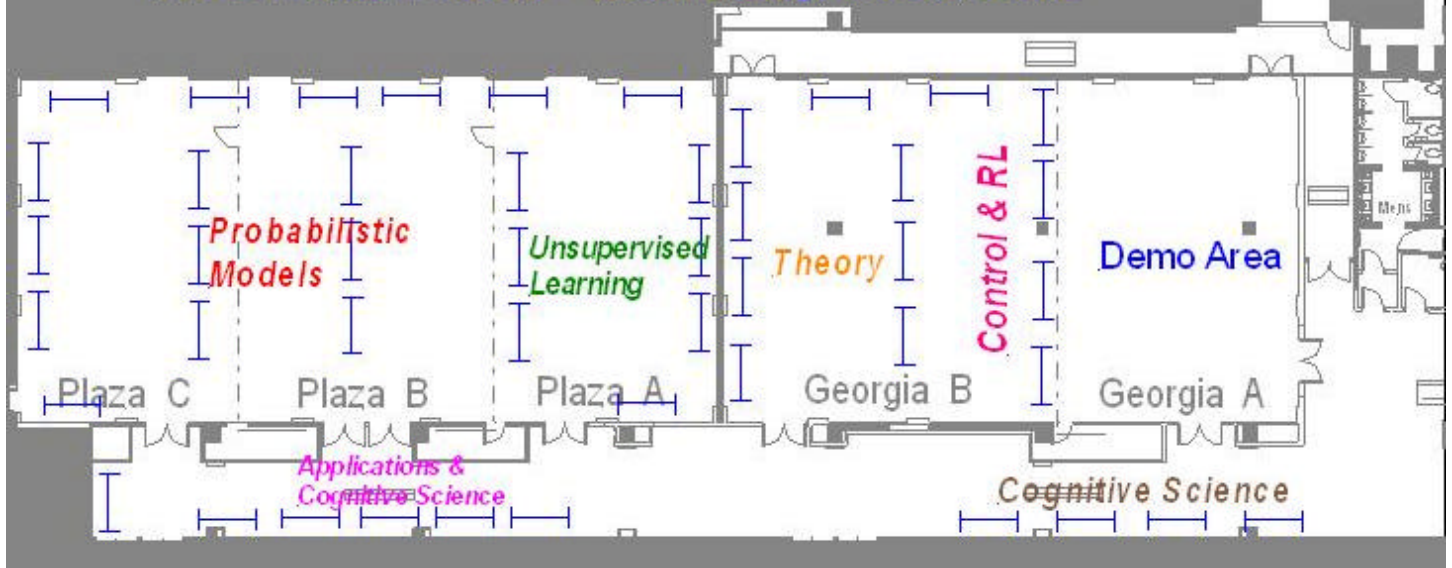 Probabilistic
Models
Unsupervised
Learning
Theory
Control & RL
Demo Area
Mens
Plaza C
Plaza B
Plaza A
Georgia B
Georgia A
Applications &
Cognitive Science
Cognitive Science